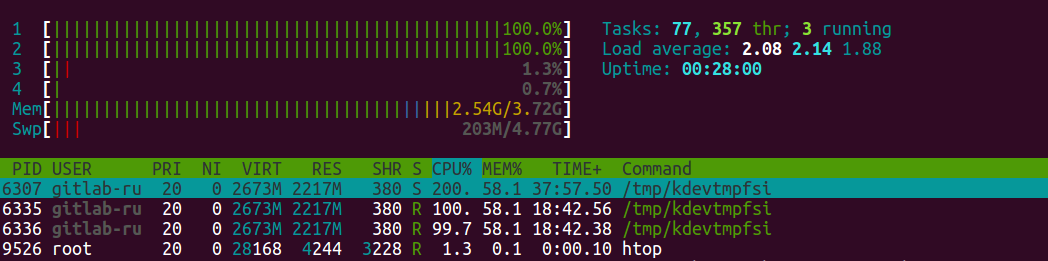 1 [||||||||||||||||||||||||||||||||||||||||||||||||||100.0%] Tasks: 77, 357 thr; 3 running
2 [||||||||||||||||||||||||||||||||||||||||||||||||||100.0%] Load average: 2.08 2.14 1.88
3 [|| 1.3%] Uptime: 00:28:00
4 [| 0.7%]
Mem[||||||||||||||||||||||||||||||||||||||||2.54G/3.72G]
Swp[||| 203M/4.77G]
PID USER PRI NI VIRT RES SHR S CPU% MEM% TIME+ Command
6307 gitlab-ru 20 0 2673M 2217M 380 S 200. 58.1 37:57.50 /tmp/kdevtmpfsi
6335 gitlab-ru 20 0 2673M 2217M 380 R 100. 58.1 18:42.56 /tmp/kdevtmpfsi
6336 gitlab-ru 20 0 2673M 2217M 380 R 99.7 58.1 18:42.38 /tmp/kdevtmpfsi
9526 root 20 0 28168 4244 3228 R 1.3 0.1 0:00.10 htop